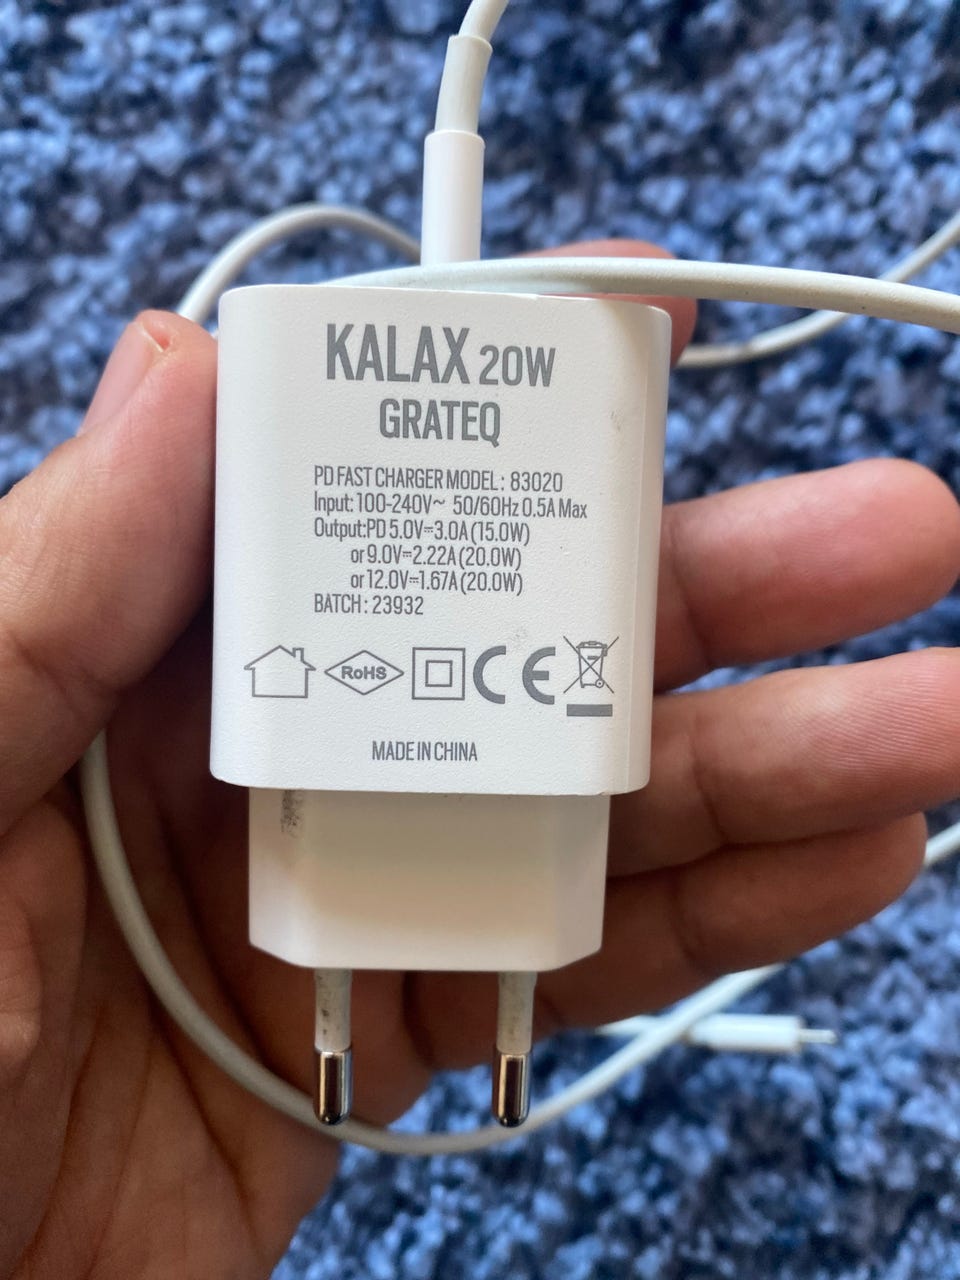 KALAX 20W
GRATEQ
PD FAST CHARGER MODEL : 83020
Input: 100-240V~ 50/60Hz 0.5A Max
Output:PD 5.0V⎓3.0A (15.0W)
or 9.0V⎓2.22A (20.0W)
or 12.0V⎓1.67A (20.0W)
BATCH : 23932
RoHS CE
MADE IN CHINA